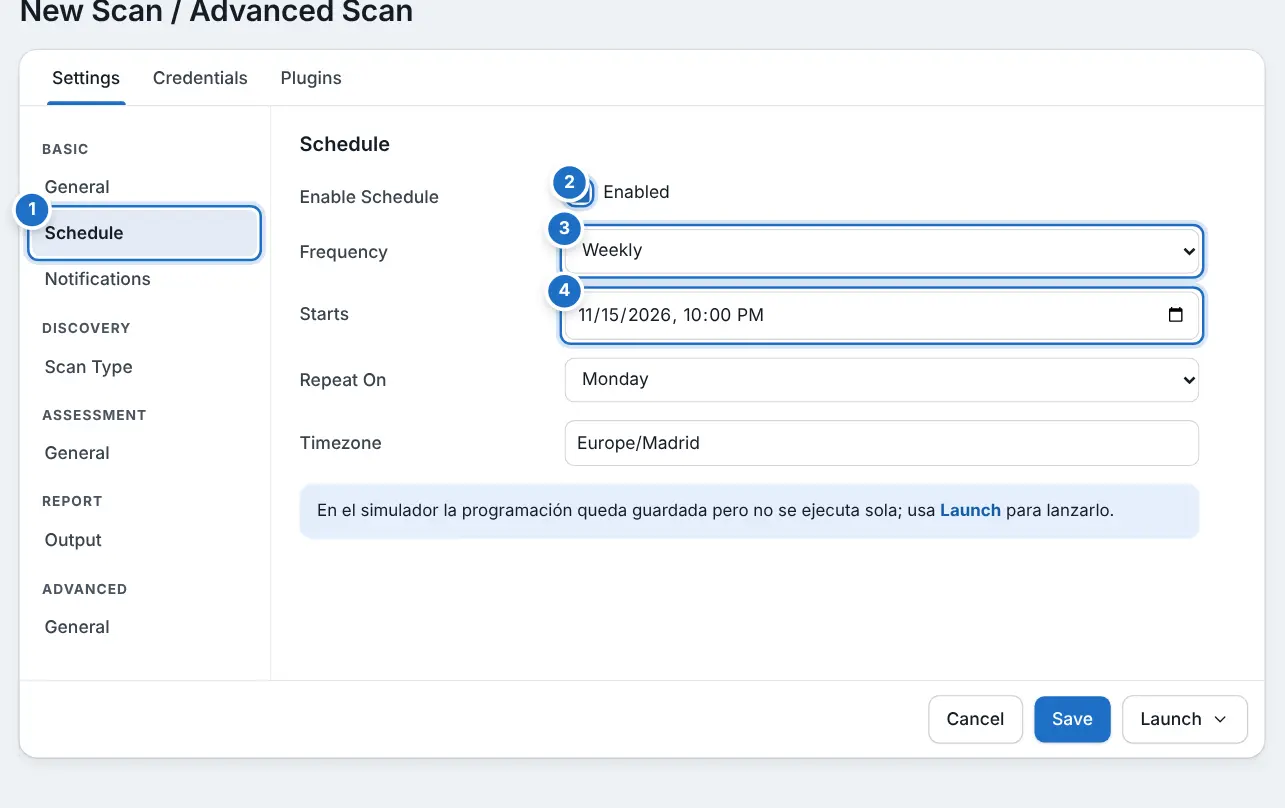 New Scan / Advanced Scan
Settings
Credentials
Plugins
BASIC
General
1
Schedule
Notifications
DISCOVERY
Scan Type
ASSESSMENT
General
REPORT
Output
ADVANCED
General
Schedule
Enable Schedule
2
Enabled
Frequency
3
Weekly
Starts
4
11/15/2026, 10:00 PM
Repeat On
Monday
Timezone
Europe/Madrid
En el simulador la programación queda guardada pero no se ejecuta sola; usa Launch para lanzarlo.
Cancel
Save
Launch